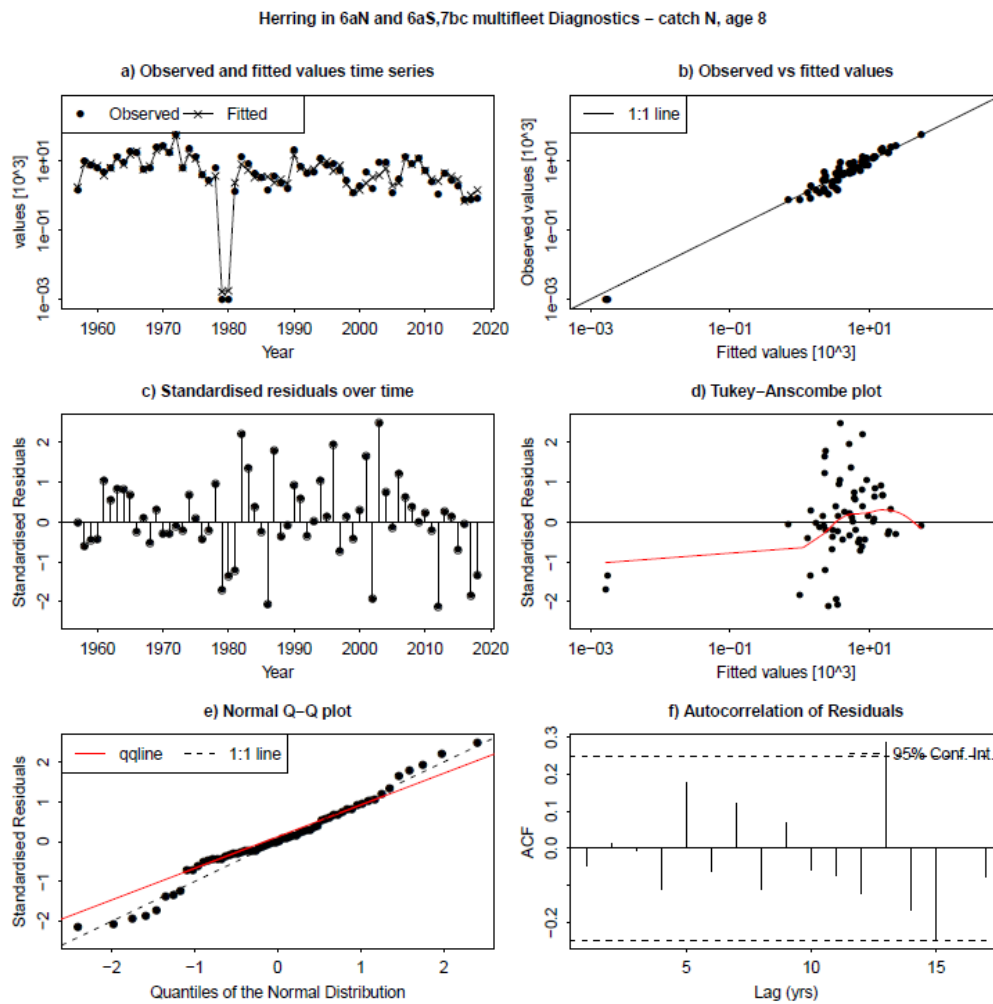 Herring in 6aN and 6aS,7bc multifleet Diagnostics – catch N, age 8
a) Observed and fitted values time series
Observed Fitted
values [10^3]
1e-03 1e-01 1e+01
1960 1970 1980 1990 2000 2010 2020
Year
b) Observed vs fitted values
1:1 line
Observed values [10^3]
1e-03 1e-01 1e+01
1e-03 1e-01 1e+01
Fitted values [10^3]
c) Standardised residuals over time
Standardised Residuals
-2 -1 0 1 2
1960 1970 1980 1990 2000 2010 2020
Year
d) Tukey–Anscombe plot
Standardised Residuals
-2 -1 0 1 2
1e-03 1e-01 1e+01
Fitted values [10^3]
e) Normal Q–Q plot
qqline 1:1 line
Standardised Residuals
-2 -1 0 1 2
-2 -1 0 1 2
Quantiles of the Normal Distribution
f) Autocorrelation of Residuals
95% Conf.-Int.
ACF
-0.2 0.0 0.1 0.2 0.3
5 10 15
Lag (yrs)